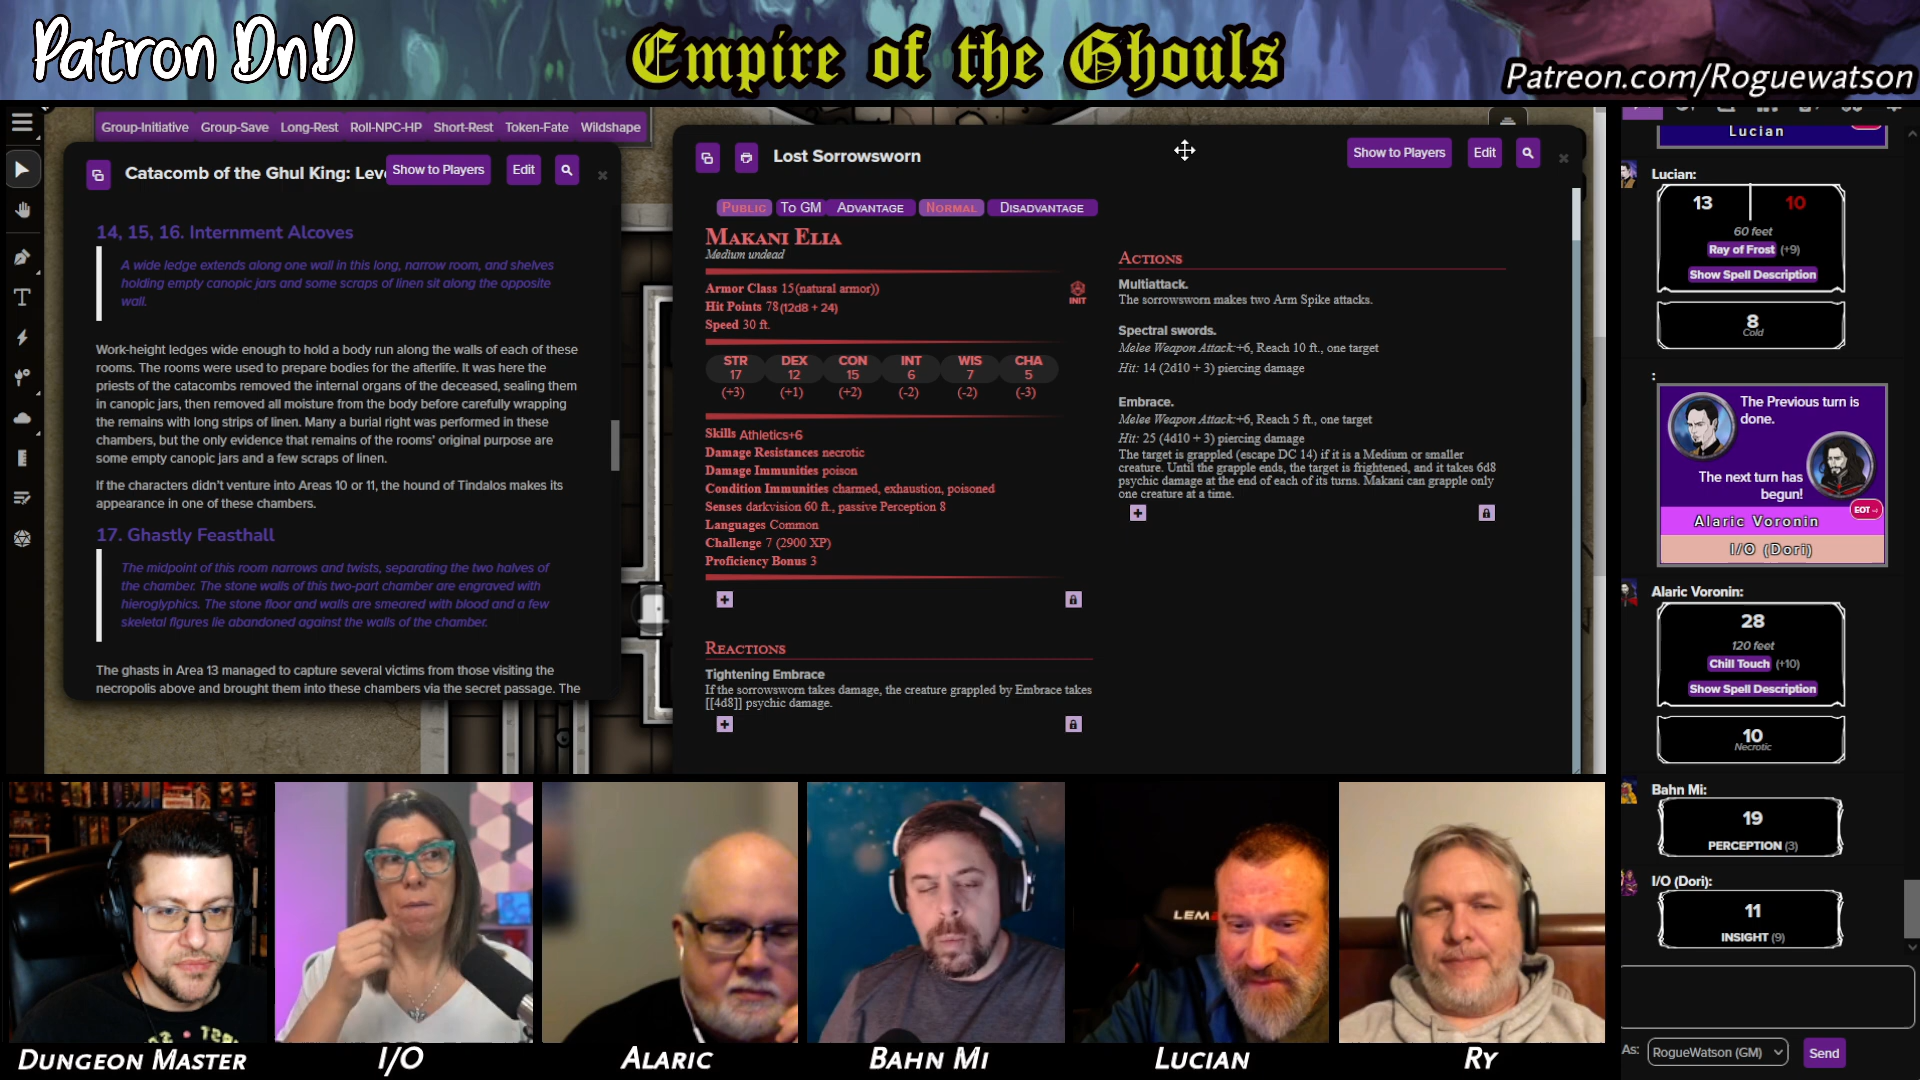 Patron DnD
Empire of the Ghouls
Patreon.com/Roguewatson
Group-Initiative Group-Save Long-Rest Roll-NPC-HP Short-Rest Token-Fate Wildshape
Catacomb of the Ghul King: Leve
Show to Players
Edit
14, 15, 16. Internment Alcoves
A wide ledge extends along one wall in this long, narrow room, and shelves
holding empty canopic jars and some scraps of linen sit along the opposite
wall.
Work-height ledges wide enough to hold a body run along the walls of each of these
rooms. The rooms were used to prepare bodies for the afterlife. It was here the
priests of the catacombs removed the internal organs of the deceased, sealing them
in canopic jars, then removed all moisture from the body before carefully wrapping
the remains with long strips of linen. Many a burial right was performed in these
chambers, but the only evidence that remains of the rooms' original purpose are
some empty canopic jars and a few scraps of linen.
If the characters didn't venture into Areas 10 or 11, the hound of Tindalos makes its
appearance in one of these chambers.
17. Ghastly Feasthall
The midpoint of this room narrows and twists, separating the two halves of
the chamber. The stone walls of this two-part chamber are engraved with
hieroglyphics. The stone floor and walls are smeared with blood and a few
skeletal figures lie abandoned against the walls of the chamber.
The ghasts in Area 13 managed to capture several victims from those visiting the
necropolis above and brought them into these chambers via the secret passage. The
Lost Sorrowsworn
Show to Players
Edit
Public To GM Advantage Normal Disadvantage
Makani Elia
Medium undead
Armor Class 15(natural armor))
Hit Points 78(12d8 + 24)
Speed 30 ft.
INIT
STR DEX CON INT WIS CHA
17 12 15 6 7 5
(+3) (+1) (+2) (-2) (-2) (-3)
Skills Athletics+6
Damage Resistances necrotic
Damage Immunities poison
Condition Immunities charmed, exhaustion, poisoned
Senses darkvision 60 ft., passive Perception 8
Languages Common
Challenge 7 (2900 XP)
Proficiency Bonus 3
Reactions
Tightening Embrace
If the sorrowsworn takes damage, the creature grappled by Embrace takes
[[4d8]] psychic damage.
Actions
Multiattack.
The sorrowsworn makes two Arm Spike attacks.
Spectral swords.
Melee Weapon Attack:+6, Reach 10 ft., one target
Hit: 14 (2d10 + 3) piercing damage
Embrace.
Melee Weapon Attack:+6, Reach 5 ft., one target
Hit: 25 (4d10 + 3) piercing damage
The target is grappled (escape DC 14) if it is a Medium or smaller
creature. Until the grapple ends, the target is frightened, and it takes 6d8
psychic damage at the end of each of its turns. Makani can grapple only
one creature at a time.
Lucian
Lucian:
13 10
60 feet
Ray of Frost (+9)
Show Spell Description
8
Cold
:
The Previous turn is
done.
The next turn has
begun!
EOT
Alaric Voronin
I/O (Dori)
Alaric Voronin:
28
120 feet
Chill Touch (+10)
Show Spell Description
10
Necrotic
Bahn Mi:
19
PERCEPTION (3)
I/O (Dori):
11
INSIGHT (9)
As: RogueWatson (GM) Send
LEM
Dungeon Master
I/O
Alaric
Bahn Mi
Lucian
Ry